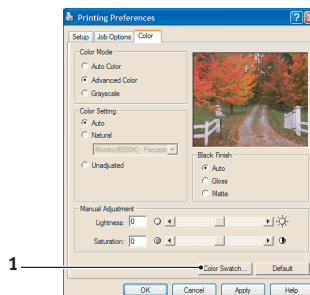 Printing Preferences
Setup Job Options Color
Color Mode
Auto Color
Advanced Color
Grayscale
Color Setting:
Auto
Natural
Monitor(6500K) - Percepti
Unadjusted
Black Finish
Auto
Gloss
Matte
Manual Adjustment
Lightness: 0
Saturation: 0
1
Color Swatch... Default
OK Cancel Apply Help